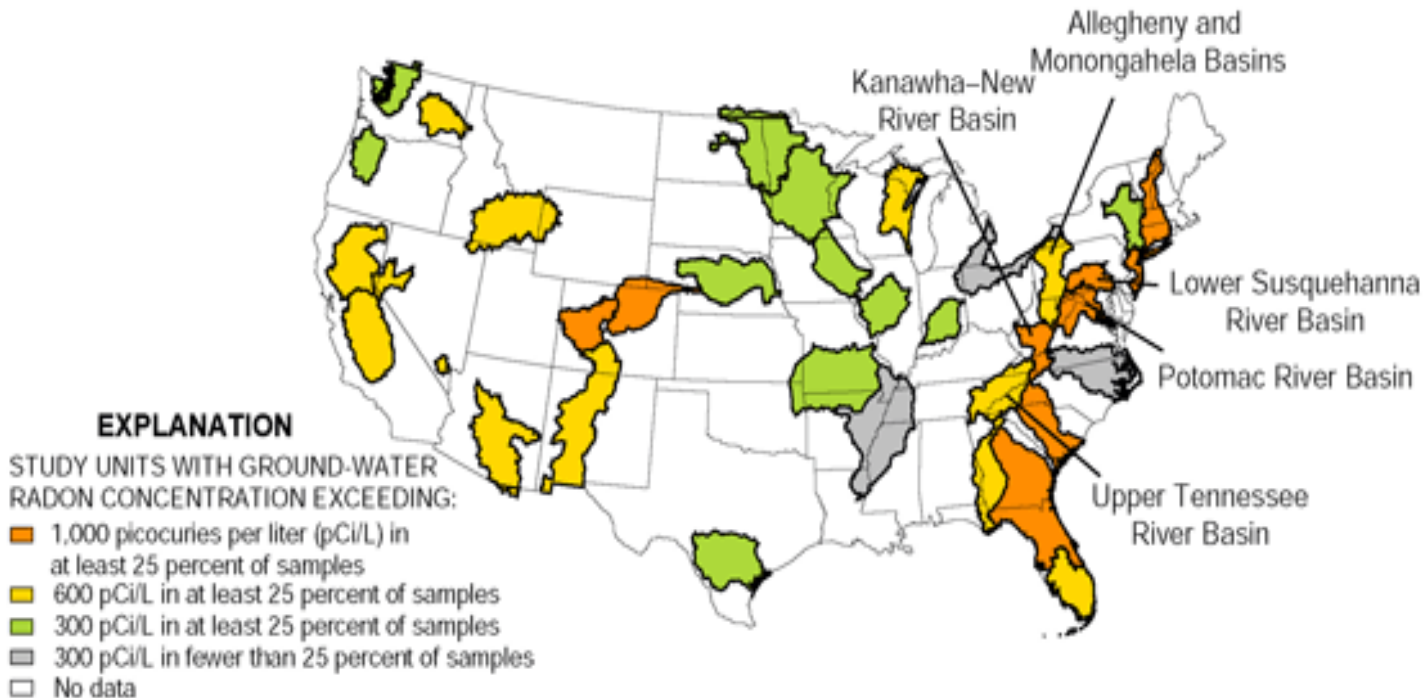 Allegheny and
Monongahela Basins
Kanawha–New
River Basin
Lower Susquehanna
River Basin
Potomac River Basin
Upper Tennessee
River Basin
EXPLANATION
STUDY UNITS WITH GROUND-WATER
RADON CONCENTRATION EXCEEDING:
1,000 picocuries per liter (pCi/L) in
at least 25 percent of samples
600 pCi/L in at least 25 percent of samples
300 pCi/L in at least 25 percent of samples
300 pCi/L in fewer than 25 percent of samples
No data